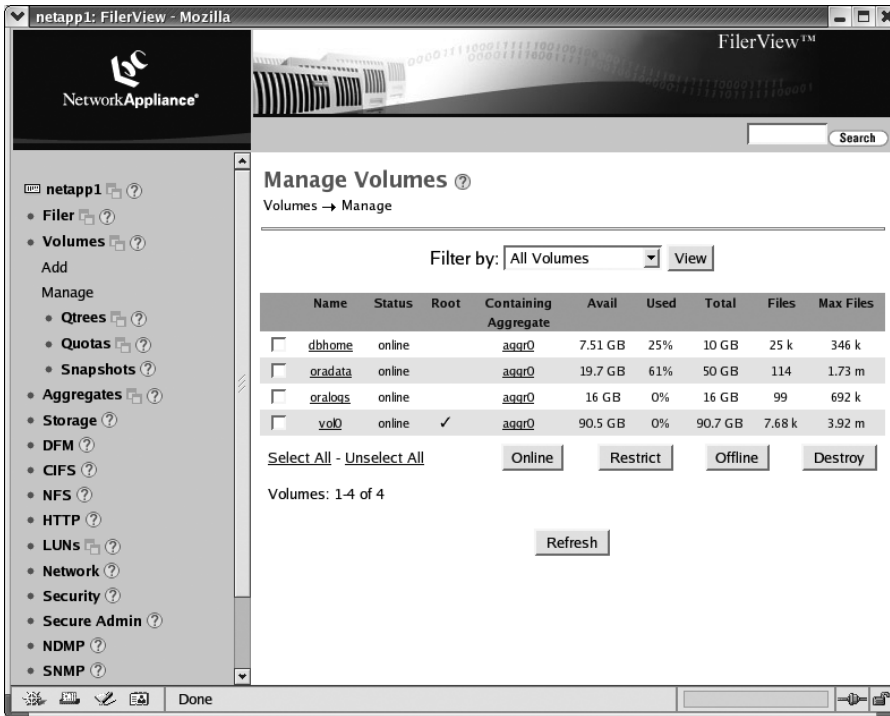 netapp1: FilerView - Mozilla
NetworkAppliance®
FilerView™
Search
netapp1
Filer
Volumes
Add
Manage
Qtrees
Quotas
Snapshots
Aggregates
Storage
DFM
CIFS
NFS
HTTP
LUNs
Network
Security
Secure Admin
NDMP
SNMP
Manage Volumes
Volumes → Manage
Filter by: All Volumes View
Name Status Root Containing Aggregate Avail Used Total Files Max Files
dbhome online aggr0 7.51 GB 25% 10 GB 25 k 346 k
oradata online aggr0 19.7 GB 61% 50 GB 114 1.73 m
oralogs online aggr0 16 GB 0% 16 GB 99 692 k
vol0 online ✓ aggr0 90.5 GB 0% 90.7 GB 7.68 k 3.92 m
Select All - Unselect All Online Restrict Offline Destroy
Volumes: 1-4 of 4
Refresh
Done